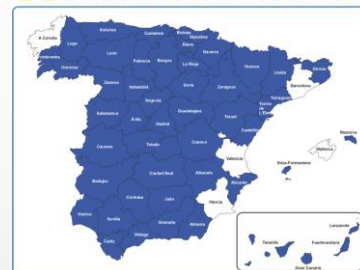 A Coruña
Lugo
Asturias
Cantabria
Bizkaia
Gipuzkoa
Álava
Navarra
Pontevedra
Ourense
León
Palencia
Burgos
La Rioja
Huesca
Lleida
Girona
Barcelona
Zamora
Valladolid
Soria
Zaragoza
Tarragona
Segovia
Salamanca
Ávila
Madrid
Guadalajara
Teruel
Terres de L'Ebre
Castellón
Menorca
Mallorca
Cáceres
Toledo
Cuenca
Valencia
Ibiza-Formentera
Badajoz
Ciudad Real
Albacete
Alicante
Murcia
Huelva
Sevilla
Córdoba
Jaén
Cádiz
Málaga
Granada
Almería
Lanzarote
Tenerife
Fuerteventura
Gran Canaria